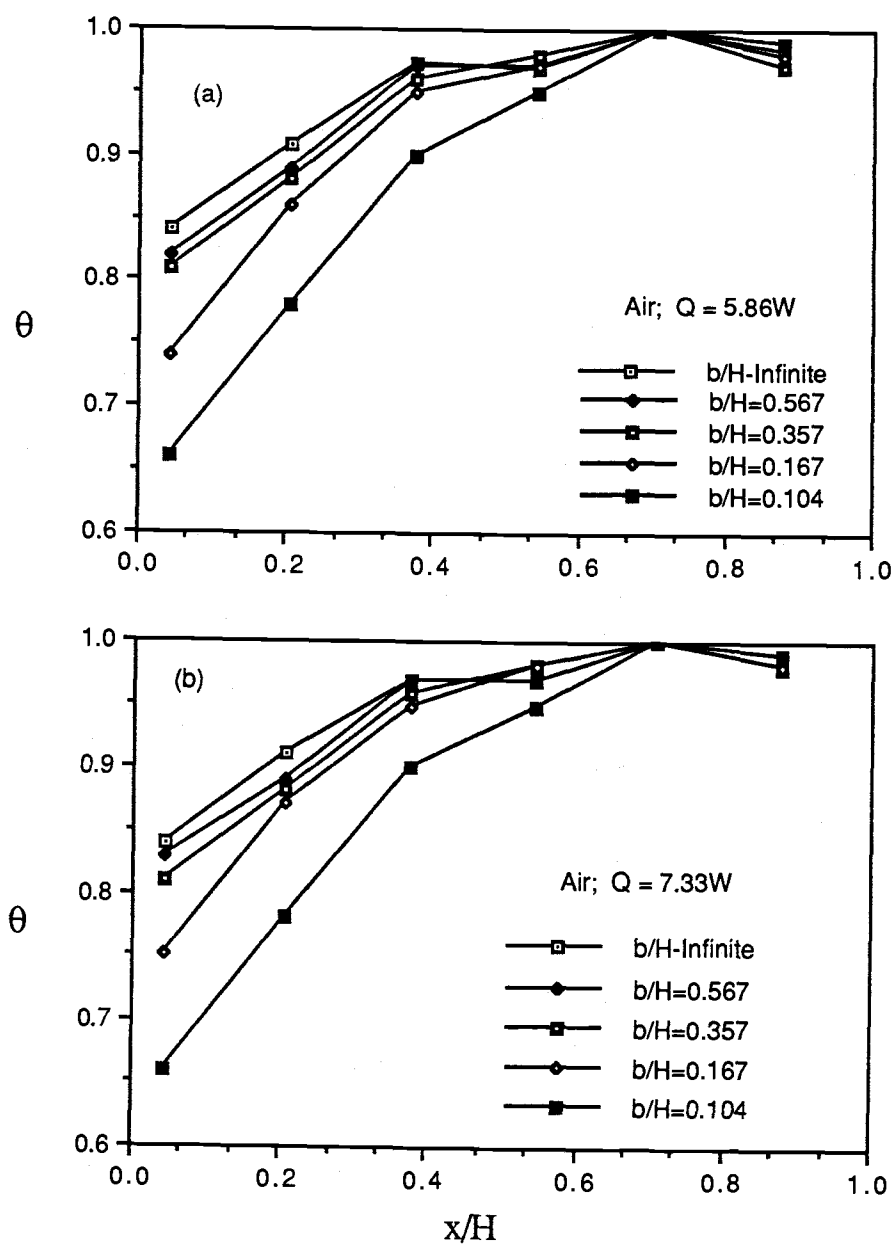 θ
1.0
0.9
0.8
0.7
0.6
(a)
Air; Q = 5.86W
b/H-Infinite
b/H=0.567
b/H=0.357
b/H=0.167
b/H=0.104
0.0 0.2 0.4 0.6 0.8 1.0
θ
1.0
0.9
0.8
0.7
0.6
(b)
Air; Q = 7.33W
b/H-Infinite
b/H=0.567
b/H=0.357
b/H=0.167
b/H=0.104
0.0 0.2 0.4 0.6 0.8 1.0
x/H